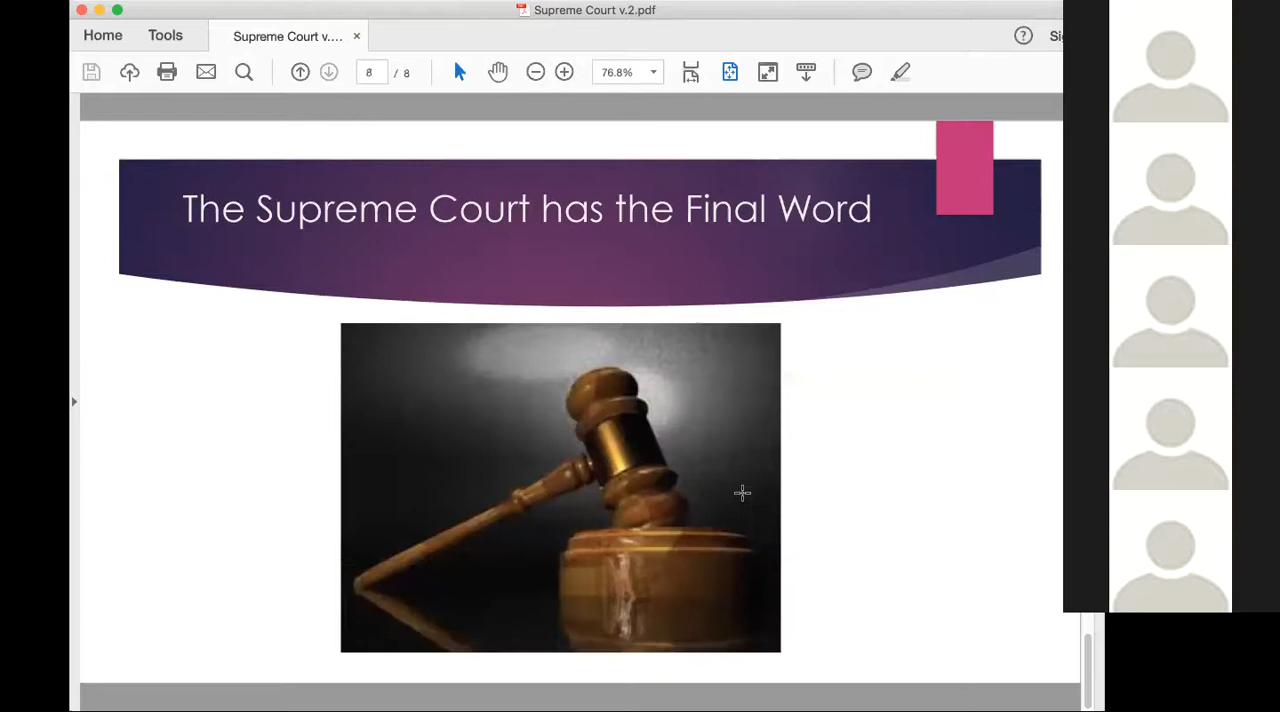 Supreme Court v.2.pdf
Home Tools Supreme Court v.... × ? Si
8 / 8 76.8%
The Supreme Court has the Final Word